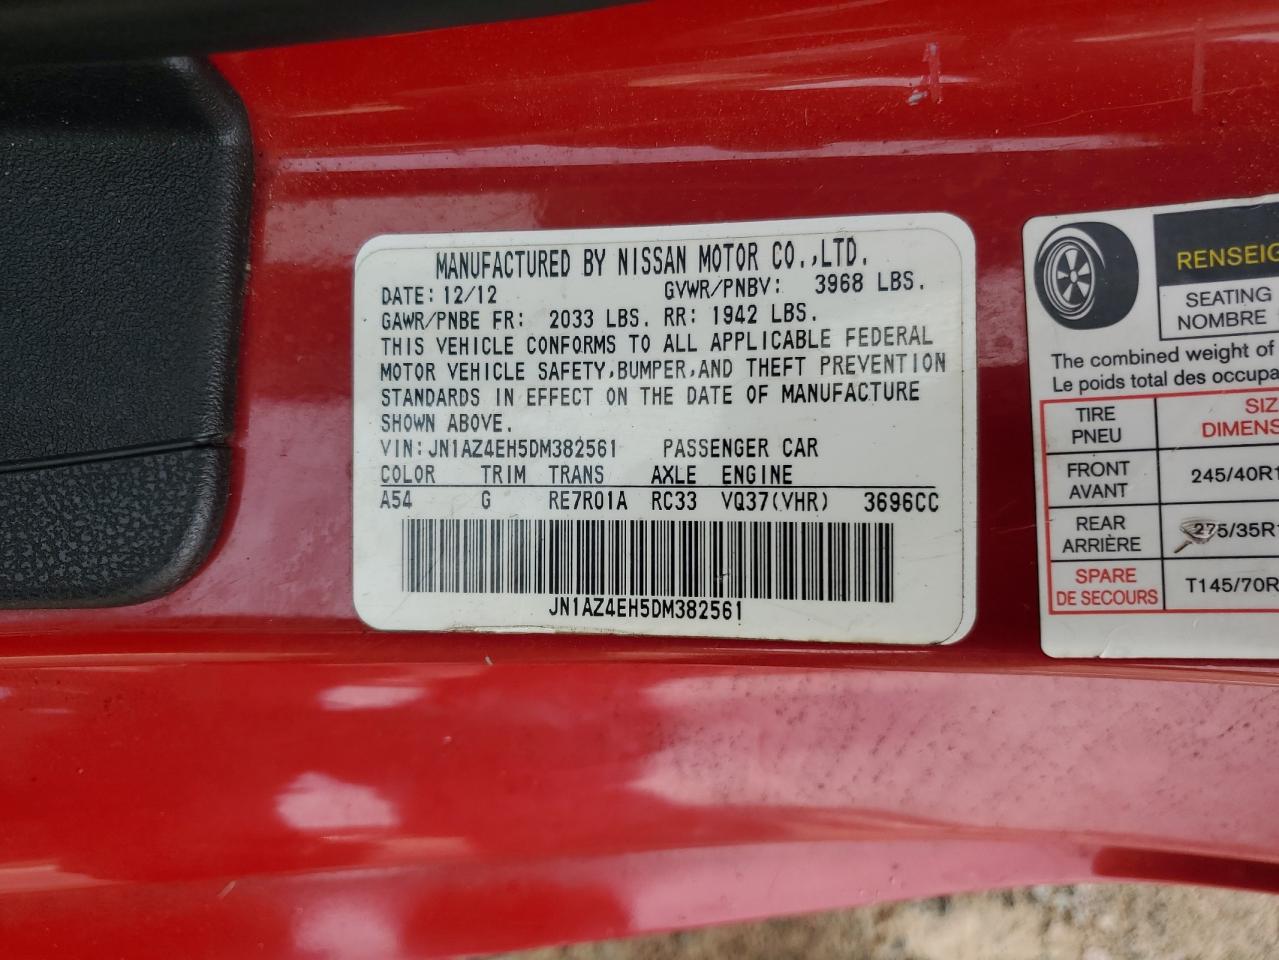 MANUFACTURED BY NISSAN MOTOR CO.,LTD.
DATE: 12/12 GVWR/PNBV: 3968 LBS.
GAWR/PNBE FR: 2033 LBS. RR: 1942 LBS.
THIS VEHICLE CONFORMS TO ALL APPLICABLE FEDERAL
MOTOR VEHICLE SAFETY,BUMPER,AND THEFT PREVENTION
STANDARDS IN EFFECT ON THE DATE OF MANUFACTURE
SHOWN ABOVE.
VIN:JN1AZ4EH5DM382561 PASSENGER CAR
COLOR TRIM TRANS AXLE ENGINE
A54 G RE7R01A RC33 VQ37(VHR) 3696CC
JN1AZ4EH5DM382561
RENSEIG
SEATING
NOMBRE
The combined weight of
Le poids total des occupa
TIRE
PNEU
SIZ
DIMENS
FRONT
AVANT
245/40R1
REAR
ARRIÈRE
275/35R1
SPARE
DE SECOURS
T145/70R